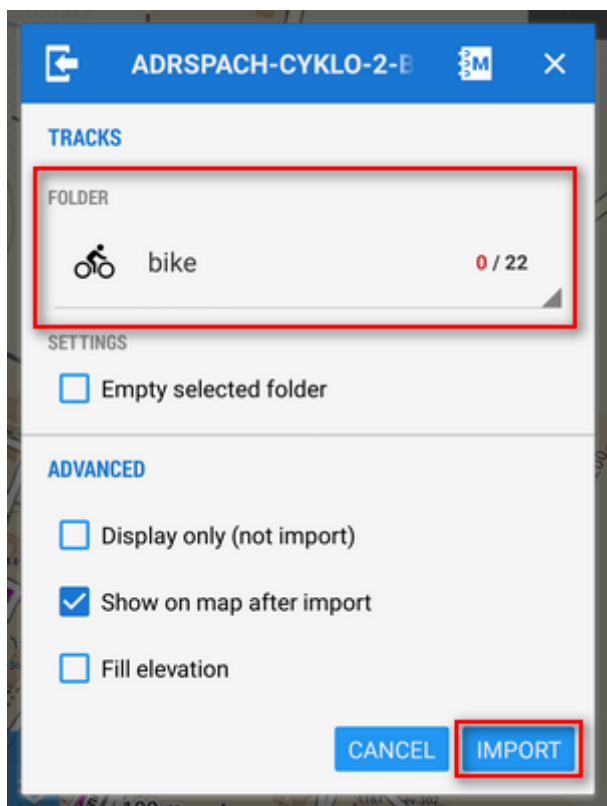 ADRSPACH-CYKLO-2-B
M
TRACKS
FOLDER
bike 0 / 22
SETTINGS
Empty selected folder
ADVANCED
Display only (not import)
Show on map after import
Fill elevation
CANCEL IMPORT